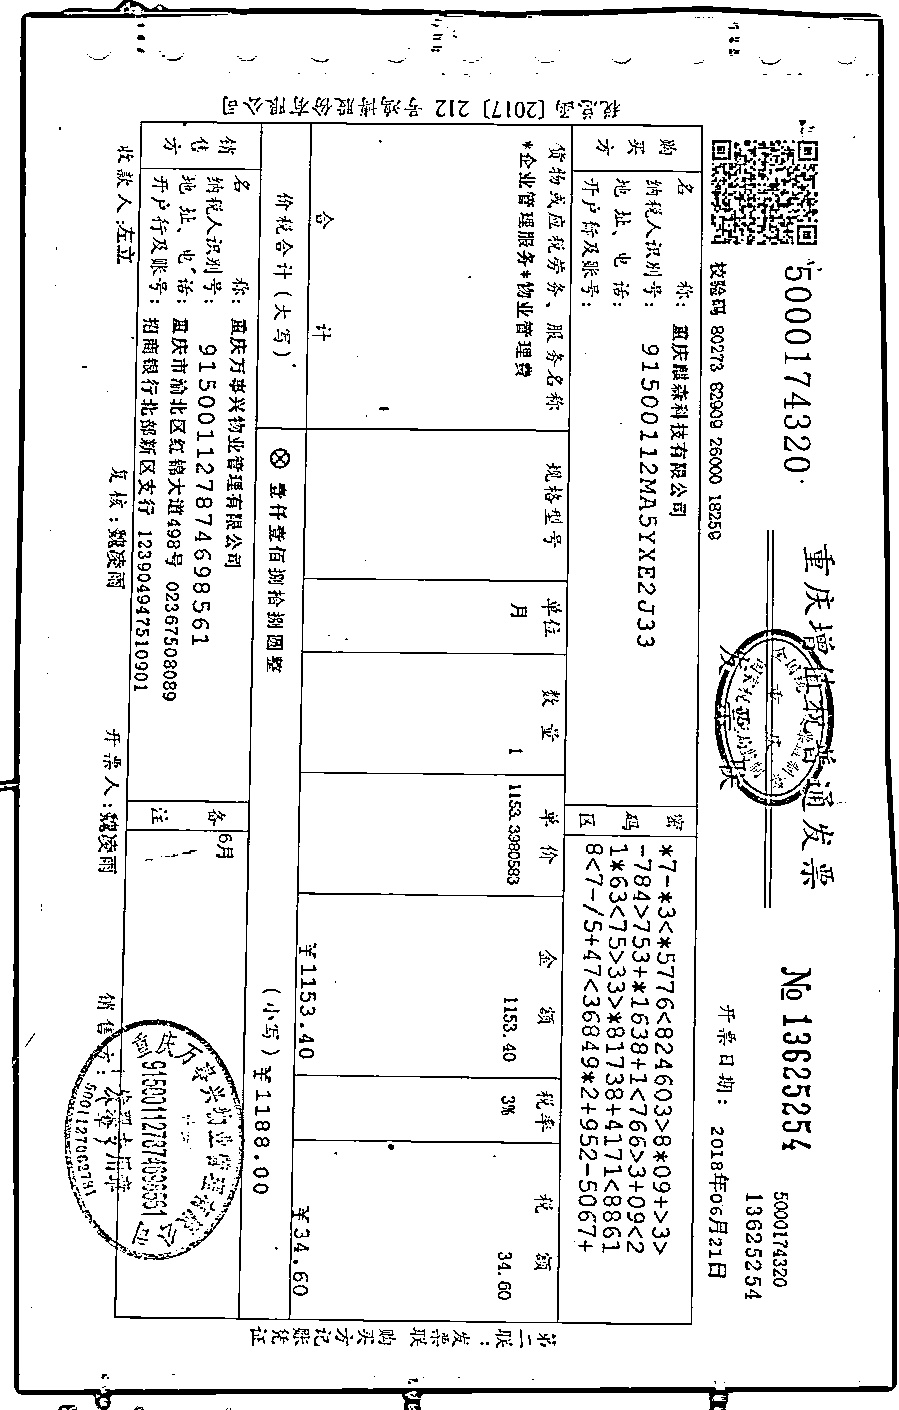 5000174320
重庆增值税普通发票
发票联
№ 13625254
5000174320
13625254
校验码 80273 82909 26000 18259
开票日期: 2018年06月21日
税总函 [2017] 212 号鸿博股份有限公司
购买方
名 称: 重庆麒森科技有限公司
纳税人识别号: 91500112MA5YXE2J33
地 址、电 话:
开户行及账号:
密码区
*7-*3<*5776<824603>8*09+>3>
-784>753+*1638+1<766>3+09<2
1*63<75>33>*81738+4171<8861
8<7-/5+47<36849*2+952-5067+
货物或应税劳务、服务名称 规格型号 单位 数量 单价 金额 税率 税额
*企业管理服务*物业管理费 月 1 1153.3980583 1153.40 3% 34.60
合 计 ¥1153.40 ¥34.60
价税合计(大写) ⊗ 壹仟壹佰捌拾捌圆整 (小写) ¥1188.00
销售方
名 称: 重庆万事兴物业管理有限公司
纳税人识别号: 915001127874698561
地 址、电 话: 重庆市渝北区红锦大道498号 02367508089
开户行及账号: 招商银行北部新区支行 123904947510901
备注
6月
收款人:左立 复核:魏凌雨 开票人:魏凌雨 销售方:
重庆万事兴物业管理有限公司
915001127874698561
发票专用章
5001127063731
第二联:发票联 购买方记账凭证